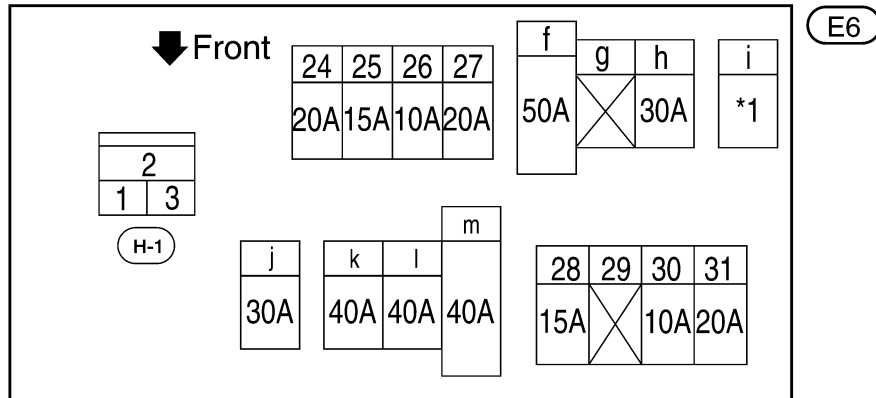 E6
Front
f
g h i
24 25 26 27
20A 15A 10A 20A
50A 30A *1
2
1 3
H-1
m
j k l
30A 40A 40A 40A
28 29 30 31
15A 10A 20A